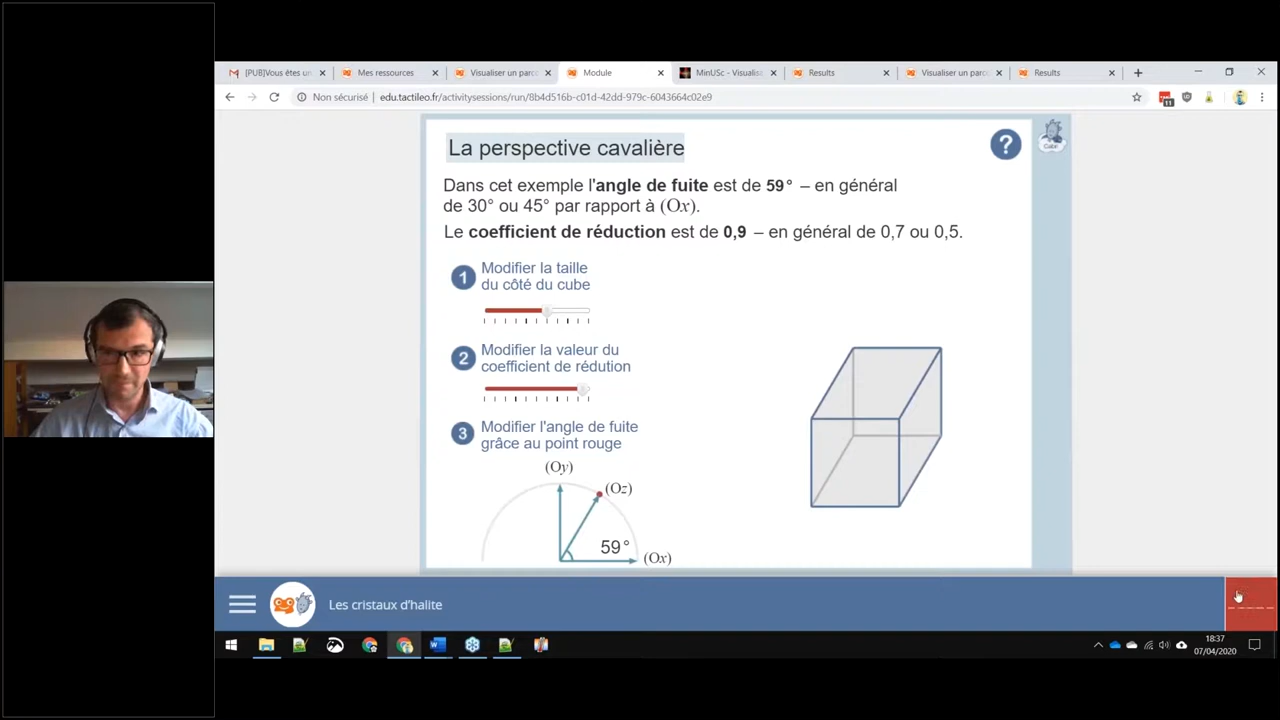 [PUB]Vous êtes un
Mes ressources
Visualiser un parc
Module
MinUSc - Visualisa
Results
Visualiser un parc
Results
Non sécurisé
edu.tactileo.fr/activitysessions/run/8b4d516b-c01d-42dd-979c-6043664c02e9
11
La perspective cavalière
?
Dans cet exemple l'angle de fuite est de 59° – en général
de 30° ou 45° par rapport à (Ox).
Le coefficient de réduction est de 0,9 – en général de 0,7 ou 0,5.
1 Modifier la taille
du côté du cube
2 Modifier la valeur du
coefficient de rédution
3 Modifier l'angle de fuite
grâce au point rouge
(Oy)
(Oz)
59°
(Ox)
Les cristaux d'halite
18:37
07/04/2020